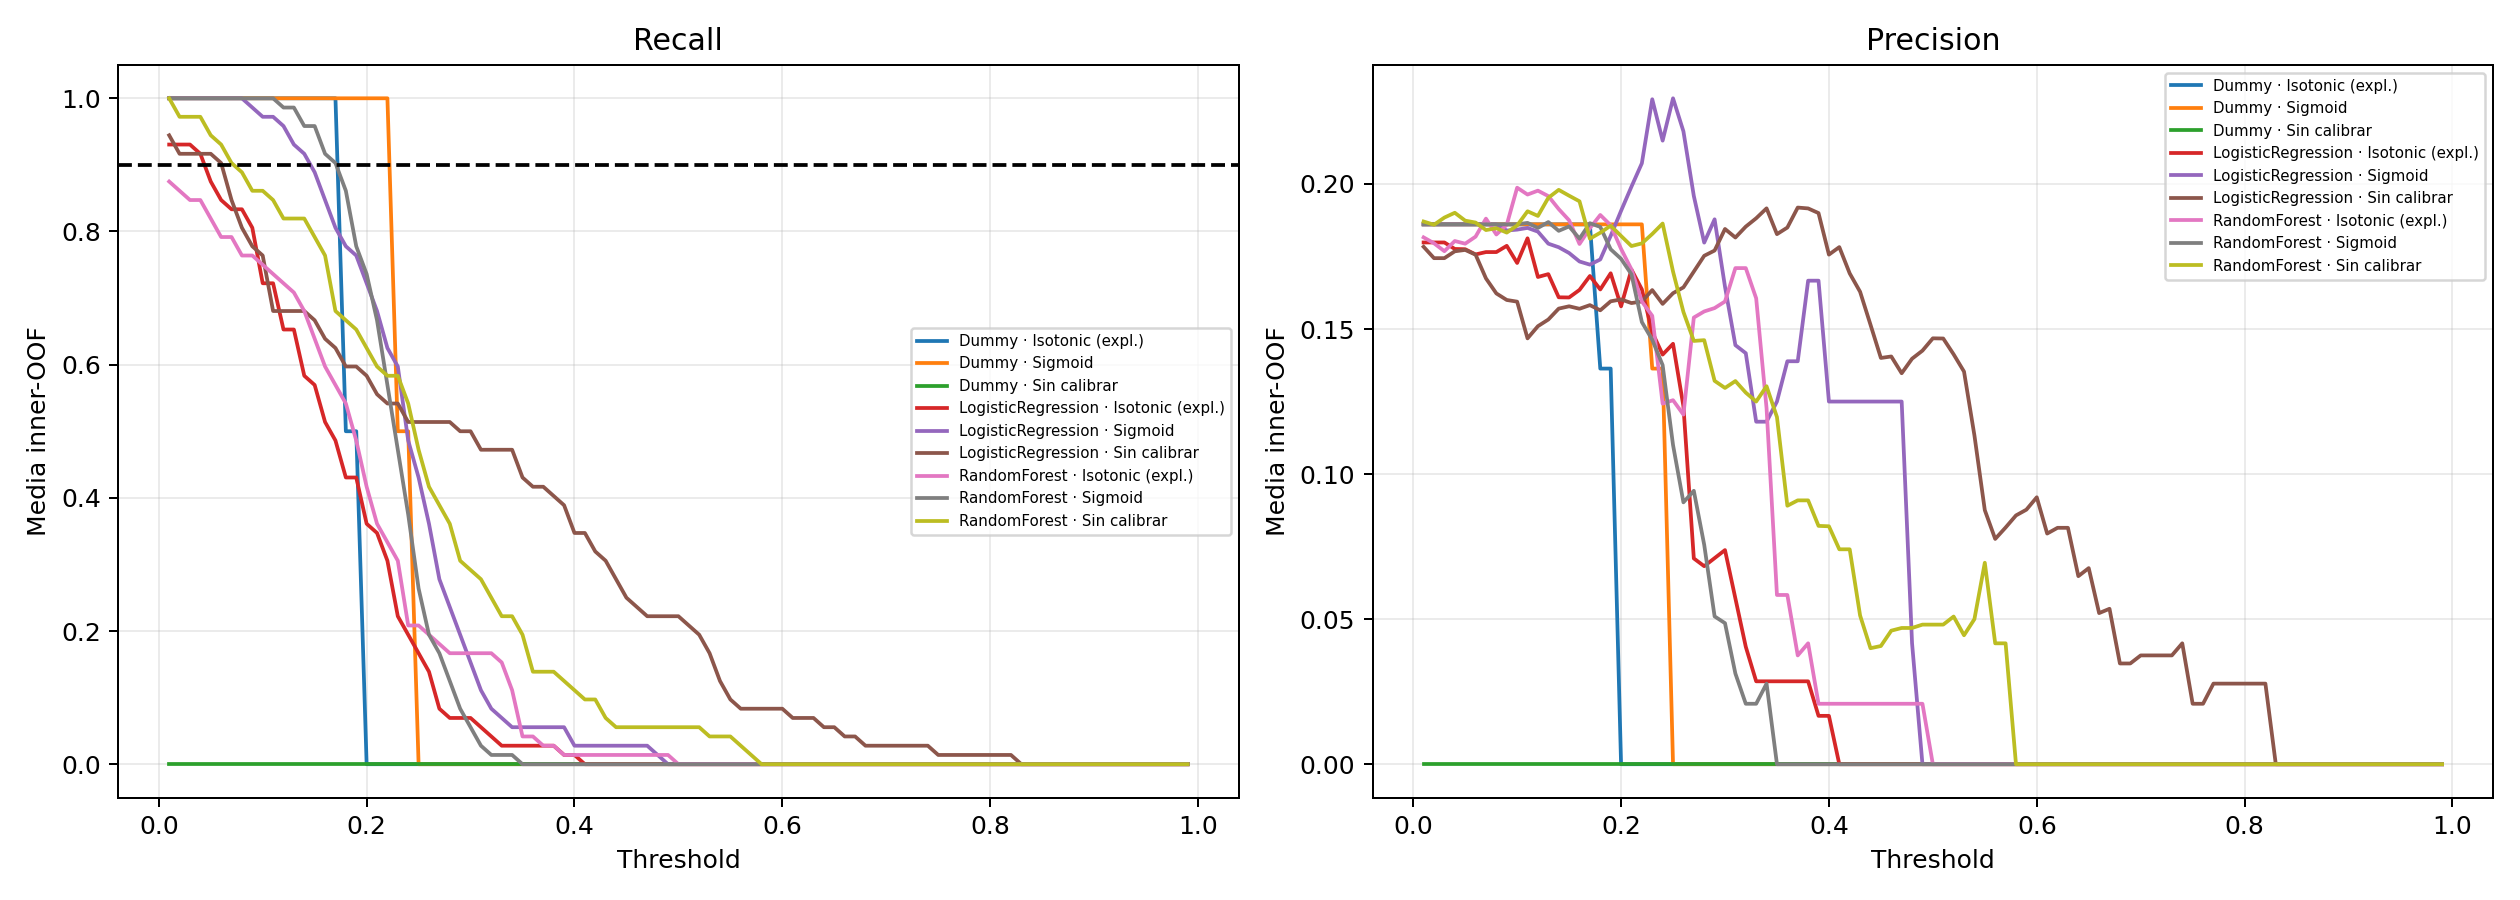 Recall
Media inner-OOF
1.0
0.8
0.6
0.4
0.2
0.0
Dummy · Isotonic (expl.)
Dummy · Sigmoid
Dummy · Sin calibrar
LogisticRegression · Isotonic (expl.)
LogisticRegression · Sigmoid
LogisticRegression · Sin calibrar
RandomForest · Isotonic (expl.)
RandomForest · Sigmoid
RandomForest · Sin calibrar
0.0 0.2 0.4 0.6 0.8 1.0
Threshold
Precision
Media inner-OOF
0.20
0.15
0.10
0.05
0.00
Dummy · Isotonic (expl.)
Dummy · Sigmoid
Dummy · Sin calibrar
LogisticRegression · Isotonic (expl.)
LogisticRegression · Sigmoid
LogisticRegression · Sin calibrar
RandomForest · Isotonic (expl.)
RandomForest · Sigmoid
RandomForest · Sin calibrar
0.0 0.2 0.4 0.6 0.8 1.0
Threshold